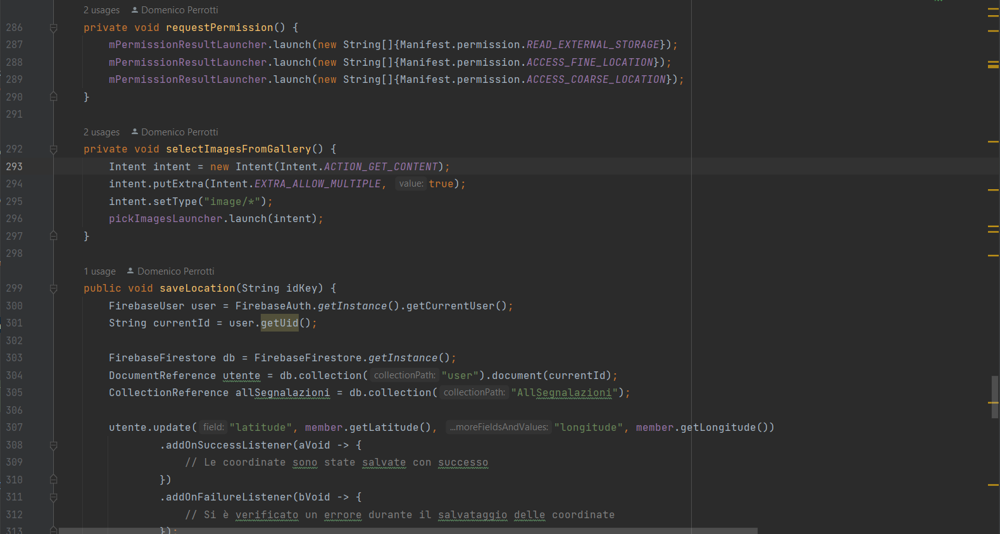 2 usages Domenico Perrotti
286 private void requestPermission() {
287 mPermissionResultLauncher.launch(new String[]{Manifest.permission.READ_EXTERNAL_STORAGE});
288 mPermissionResultLauncher.launch(new String[]{Manifest.permission.ACCESS_FINE_LOCATION});
289 mPermissionResultLauncher.launch(new String[]{Manifest.permission.ACCESS_COARSE_LOCATION});
290 }
291
2 usages Domenico Perrotti
292 private void selectImagesFromGallery() {
293 Intent intent = new Intent(Intent.ACTION_GET_CONTENT);
294 intent.putExtra(Intent.EXTRA_ALLOW_MULTIPLE, value: true);
295 intent.setType("image/*");
296 pickImagesLauncher.launch(intent);
297 }
298
1 usage Domenico Perrotti
299 public void saveLocation(String idKey) {
300 FirebaseUser user = FirebaseAuth.getInstance().getCurrentUser();
301 String currentId = user.getUid();
302
303 FirebaseFirestore db = FirebaseFirestore.getInstance();
304 DocumentReference utente = db.collection( collectionPath: "user").document(currentId);
305 CollectionReference allSegnalazioni = db.collection( collectionPath: "AllSegnalazioni");
306
307 utente.update( field: "latitude", member.getLatitude(), ...moreFieldsAndValues: "longitude", member.getLongitude())
308 .addOnSuccessListener(aVoid -> {
309 // Le coordinate sono state salvate con successo
310 })
311 .addOnFailureListener(bVoid -> {
312 // Si è verificato un errore durante il salvataggio delle coordinate
313 });